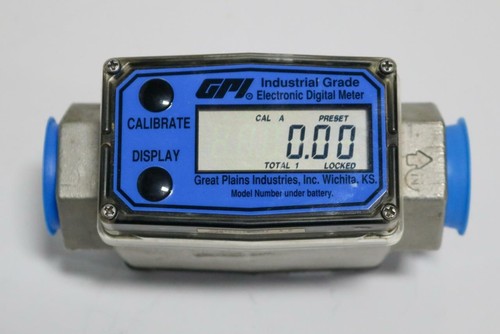 GPI® Industrial Grade
Electronic Digital Meter
CALIBRATE
DISPLAY
CAL A PRESET
0.00
TOTAL 1 LOCKED
Great Plains Industries, Inc. Wichita, KS.
Model Number under battery.